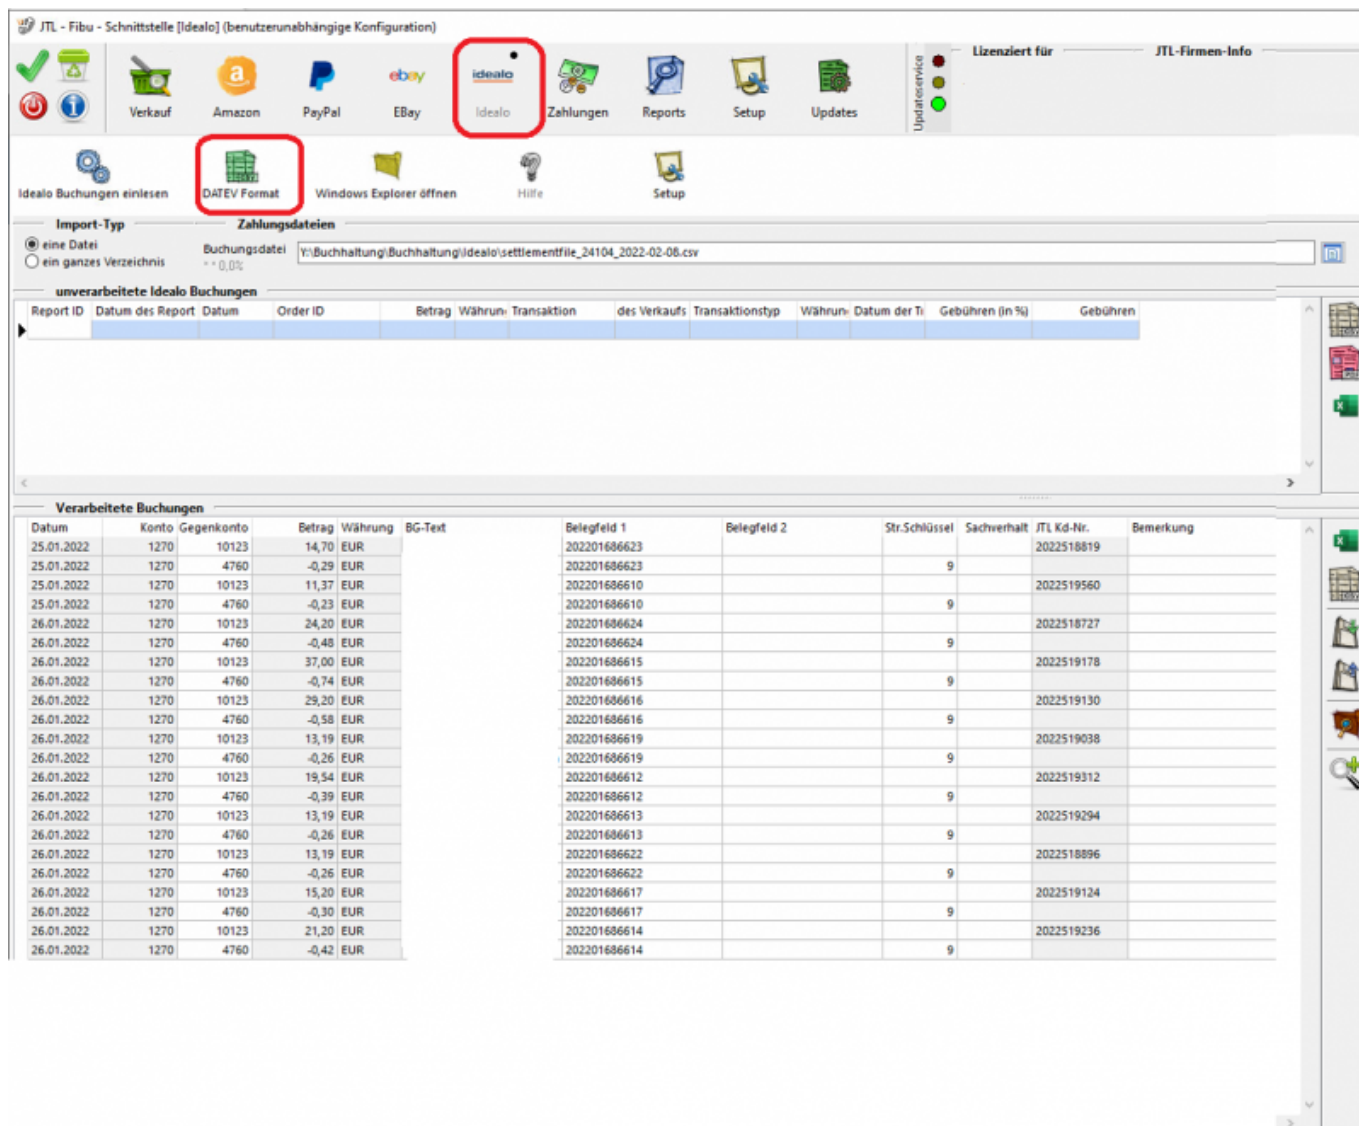 JTL - Fibu - Schnittstelle [Idealo] (benutzerunabhängige Konfiguration)
Verkauf Amazon PayPal EBay Idealo Zahlungen Reports Setup Updates
ebay idealo
Updateservice
Lizenziert für JTL-Firmen-Info
Idealo Buchungen einlesen DATEV Format Windows Explorer öffnen Hilfe Setup
Import-Typ Zahlungsdateien
eine Datei
ein ganzes Verzeichnis
Buchungsdatei Y:\Buchhaltung\Buchhaltung\Idealo\settlementfile_24104_2022-02-08.csv
* * 0,0%
unverarbeitete Idealo Buchungen
Report ID Datum des Report Datum Order ID Betrag Währun Transaktion des Verkaufs Transaktionstyp Währun Datum der Ti Gebühren (in %) Gebühren
Verarbeitete Buchungen
Datum Konto Gegenkonto Betrag Währung BG-Text Belegfeld 1 Belegfeld 2 Str.Schlüssel Sachverhalt JTL Kd-Nr. Bemerkung
25.01.2022 1270 10123 14,70 EUR 202201686623 2022518819
25.01.2022 1270 4760 -0,29 EUR 202201686623 9
25.01.2022 1270 10123 11,37 EUR 202201686610 2022519560
25.01.2022 1270 4760 -0,23 EUR 202201686610 9
26.01.2022 1270 10123 24,20 EUR 202201686624 2022518727
26.01.2022 1270 4760 -0,48 EUR 202201686624 9
26.01.2022 1270 10123 37,00 EUR 202201686615 2022519178
26.01.2022 1270 4760 -0,74 EUR 202201686615 9
26.01.2022 1270 10123 29,20 EUR 202201686616 2022519130
26.01.2022 1270 4760 -0,58 EUR 202201686616 9
26.01.2022 1270 10123 13,19 EUR 202201686619 2022519038
26.01.2022 1270 4760 -0,26 EUR 202201686619 9
26.01.2022 1270 10123 19,54 EUR 202201686612 2022519312
26.01.2022 1270 4760 -0,39 EUR 202201686612 9
26.01.2022 1270 10123 13,19 EUR 202201686613 2022519294
26.01.2022 1270 4760 -0,26 EUR 202201686613 9
26.01.2022 1270 10123 13,19 EUR 202201686622 2022518896
26.01.2022 1270 4760 -0,26 EUR 202201686622 9
26.01.2022 1270 10123 15,20 EUR 202201686617 2022519124
26.01.2022 1270 4760 -0,30 EUR 202201686617 9
26.01.2022 1270 10123 21,20 EUR 202201686614 2022519236
26.01.2022 1270 4760 -0,42 EUR 202201686614 9